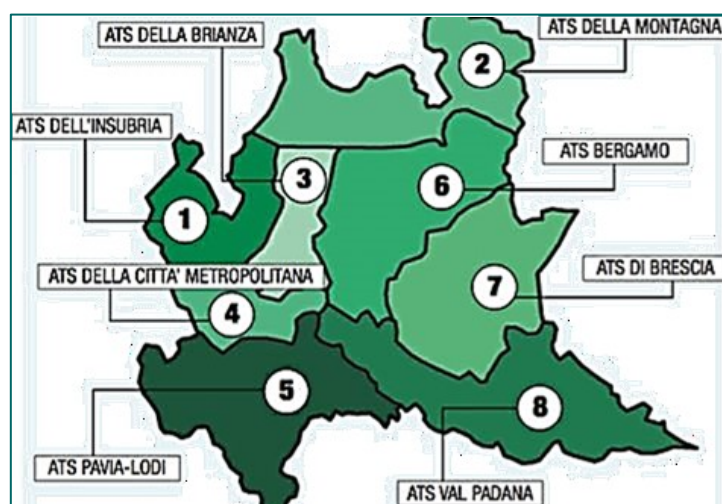 ATS DELLA BRIANZA
ATS DELLA MONTAGNA
2
ATS DELL'INSUBRIA
ATS BERGAMO
3
6
1
ATS DELLA CITTA' METROPOLITANA
ATS DI BRESCIA
7
4
5
8
ATS PAVIA-LODI
ATS VAL PADANA